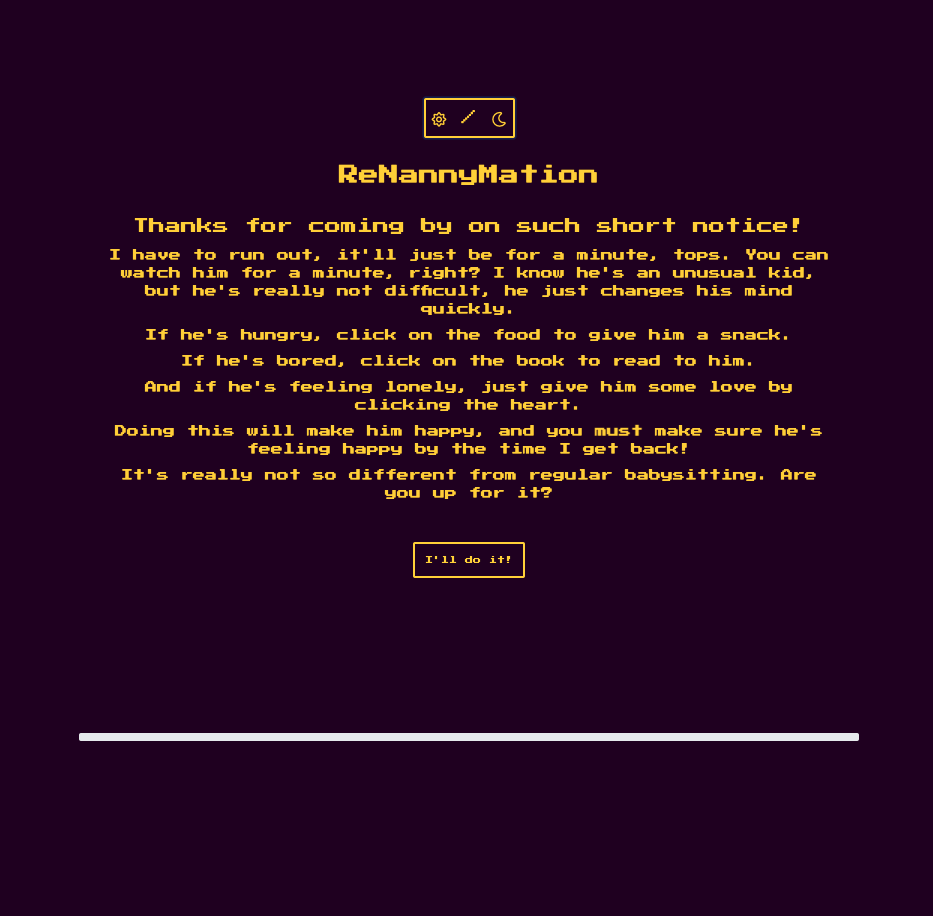 /
ReNannyMation
Thanks for coming by on such short notice!
I have to run out, it'll just be for a minute, tops. You can
watch him for a minute, right? I know he's an unusual kid,
but he's really not difficult, he just changes his mind
quickly.
If he's hungry, click on the food to give him a snack.
If he's bored, click on the book to read to him.
And if he's feeling lonely, just give him some love by
clicking the heart.
Doing this will make him happy, and you must make sure he's
feeling happy by the time I get back!
It's really not so different from regular babysitting. Are
you up for it?
I'll do it!